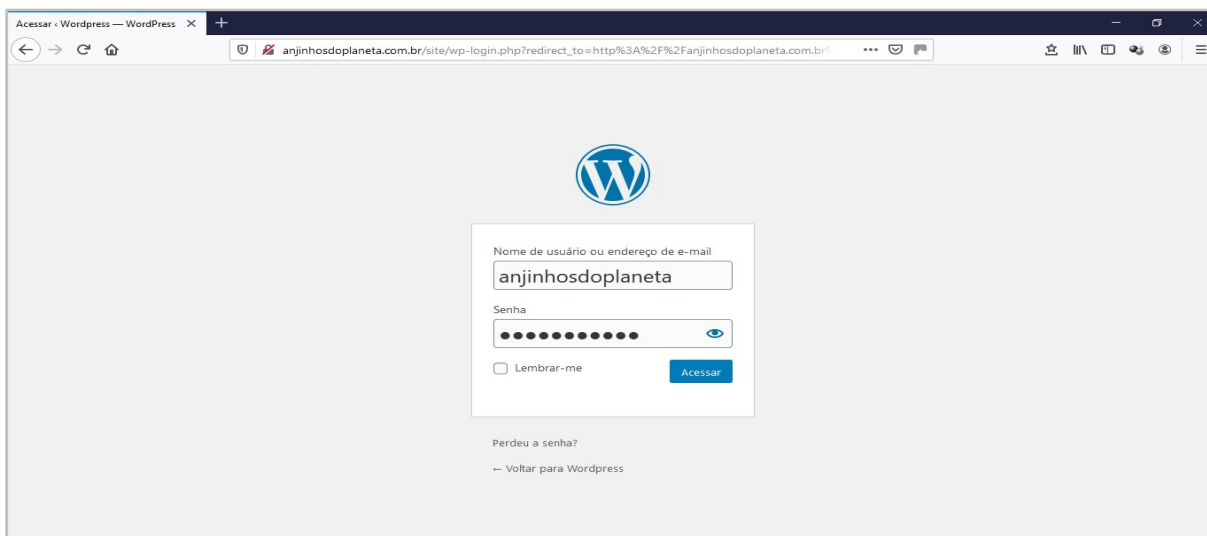 Acessar ‹ Wordpress — WordPress
anjinhosdoplaneta.com.br/site/wp-login.php?redirect_to=http%3A%2F%2Fanjinhosdoplaneta.com.br%
Nome de usuário ou endereço de e-mail
anjinhosdoplaneta
Senha
Lembrar-me
Acessar
Perdeu a senha?
← Voltar para Wordpress